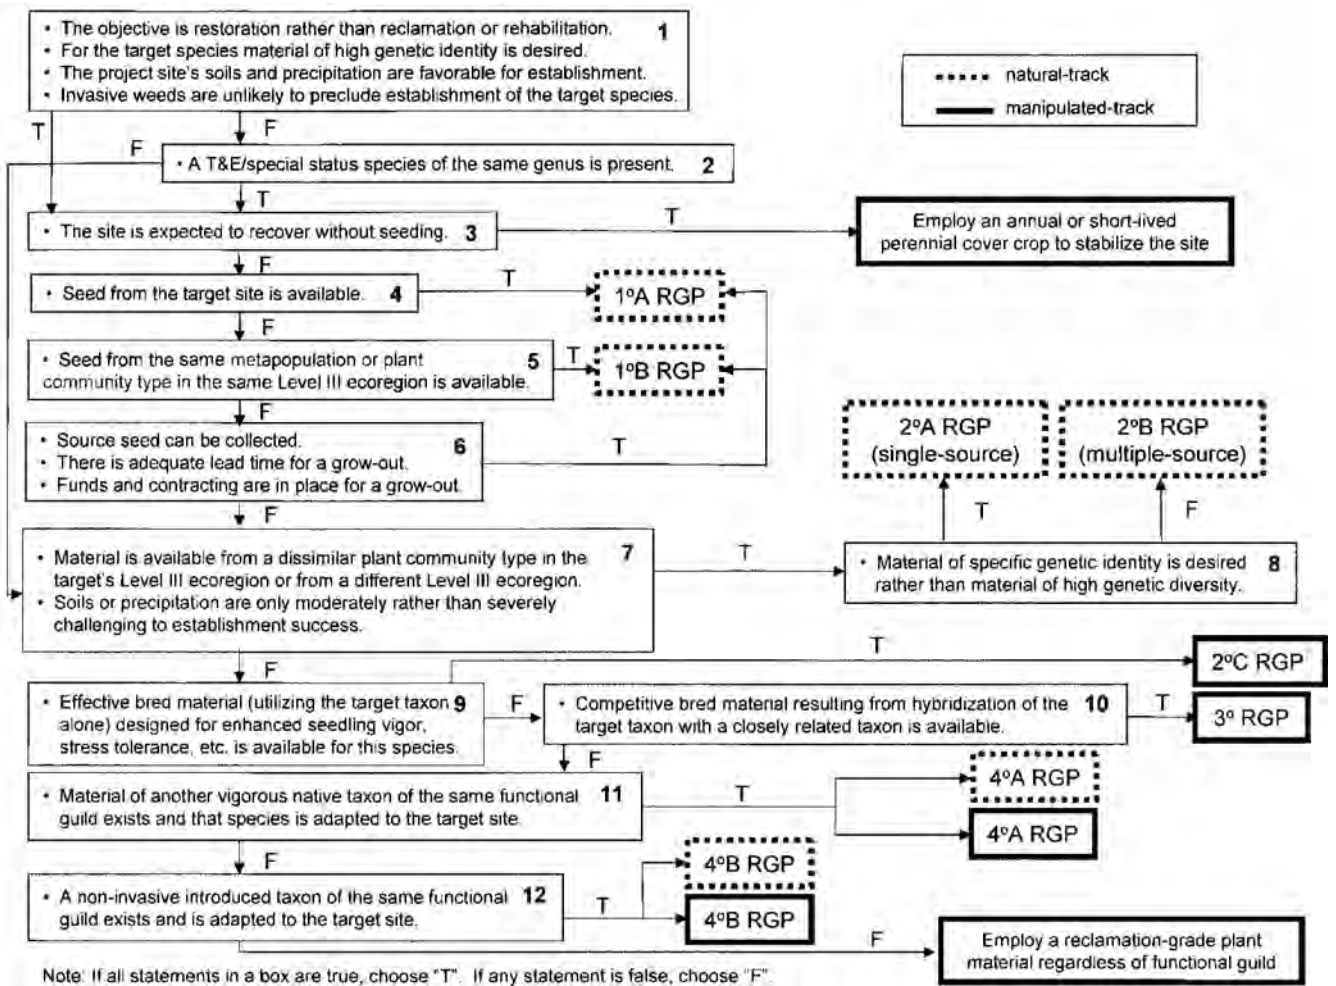 • The objective is restoration rather than reclamation or rehabilitation. 1
• For the target species material of high genetic identity is desired.
• The project site's soils and precipitation are favorable for establishment.
• Invasive weeds are unlikely to preclude establishment of the target species.
natural-track
manipulated-track
T
F
F
• A T&E/special status species of the same genus is present. 2
T
• The site is expected to recover without seeding. 3
T
Employ an annual or short-lived
perennial cover crop to stabilize the site
F
• Seed from the target site is available. 4
T
1ºA RGP
F
• Seed from the same metapopulation or plant 5
community type in the same Level III ecoregion is available.
T
1ºB RGP
F
• Source seed can be collected. 6
• There is adequate lead time for a grow-out.
• Funds and contracting are in place for a grow-out.
T
2ºA RGP
(single-source)
2ºB RGP
(multiple-source)
F
T
F
• Material is available from a dissimilar plant community type in the 7
target's Level III ecoregion or from a different Level III ecoregion.
• Soils or precipitation are only moderately rather than severely
challenging to establishment success.
T
• Material of specific genetic identity is desired 8
rather than material of high genetic diversity.
F
T
2ºC RGP
• Effective bred material (utilizing the target taxon 9
alone) designed for enhanced seedling vigor,
stress tolerance, etc. is available for this species.
F
• Competitive bred material resulting from hybridization of the 10
target taxon with a closely related taxon is available.
T
3º RGP
F
• Material of another vigorous native taxon of the same functional 11
guild exists and that species is adapted to the target site.
T
4ºA RGP
4ºA RGP
F
• A non-invasive introduced taxon of the same functional 12
guild exists and is adapted to the target site.
T
4ºB RGP
4ºB RGP
F
Employ a reclamation-grade plant
material regardless of functional guild
Note: If all statements in a box are true, choose "T". If any statement is false, choose "F"